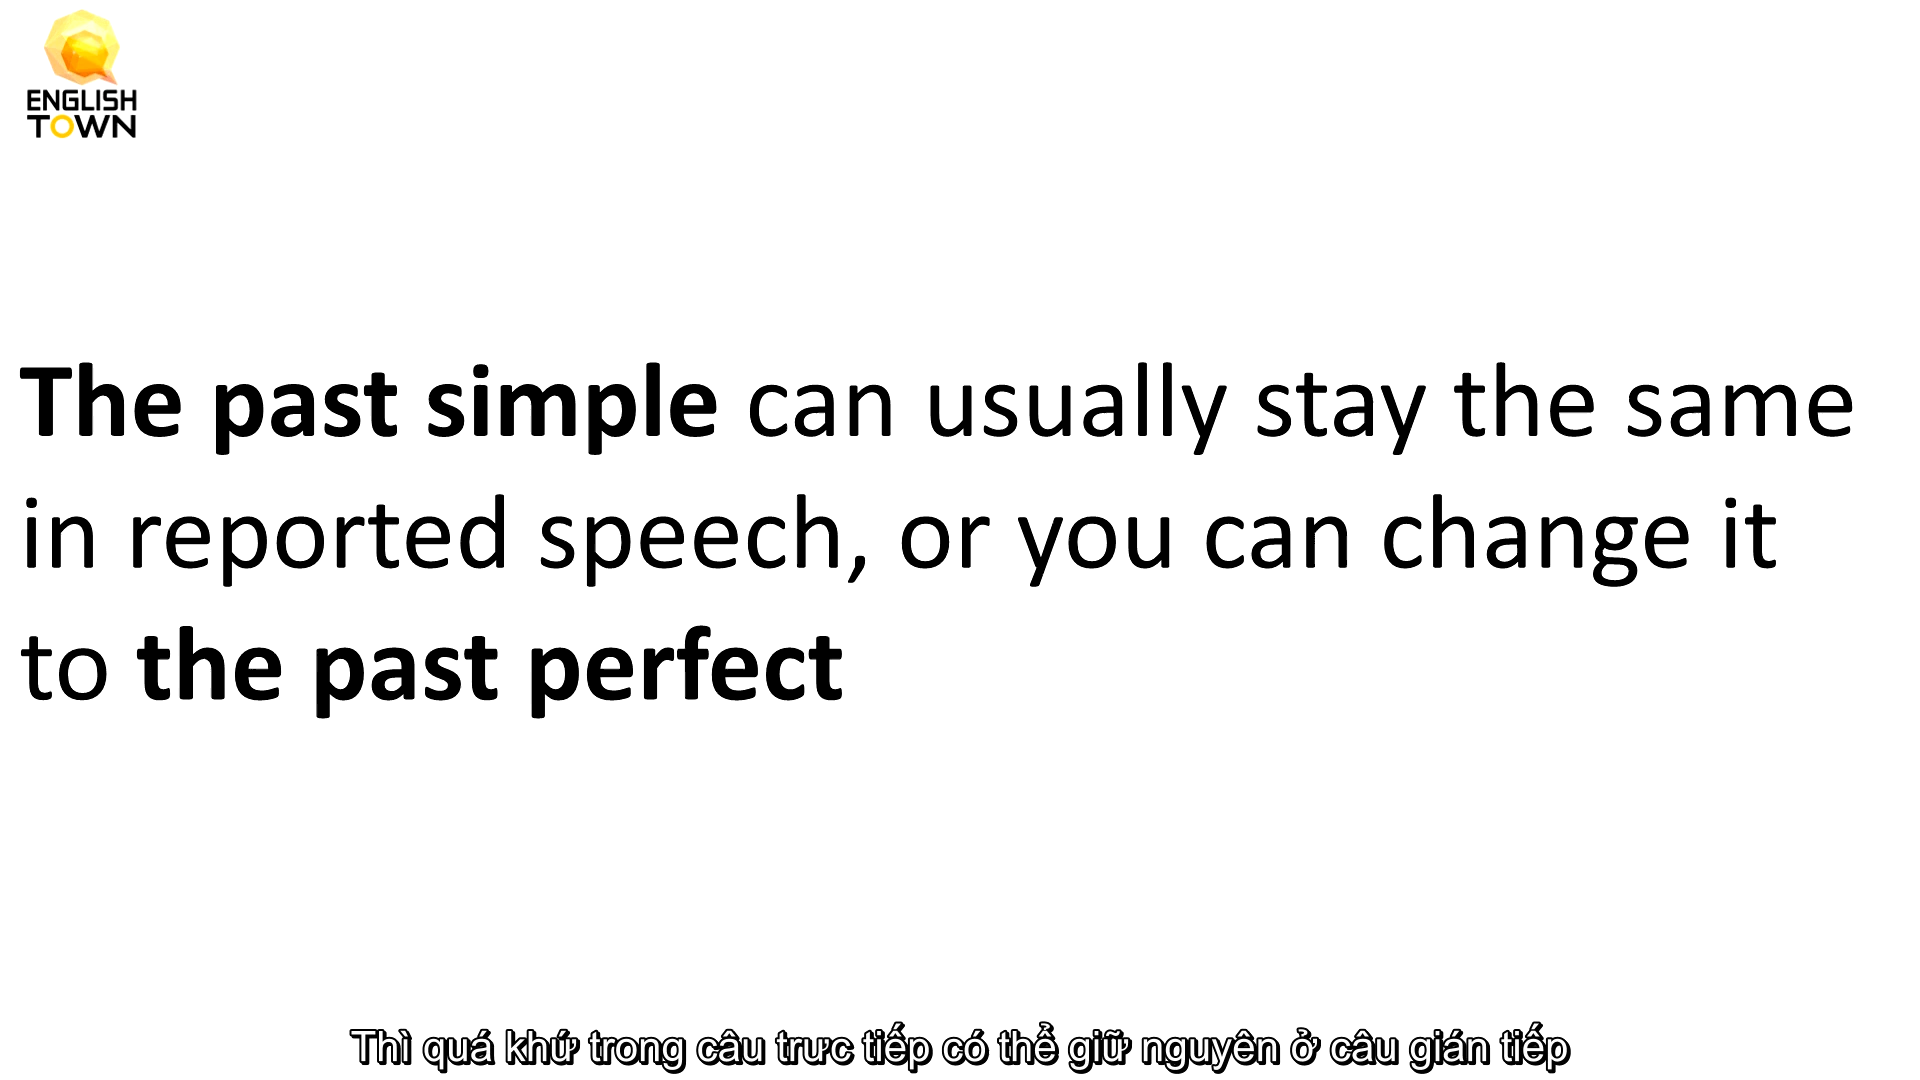 ENGLISH
TOWN
The past simple can usually stay the same
in reported speech, or you can change it
to the past perfect
Thì quá khứ trong câu trưc tiếp có thể giữ nguyên ở câu gián tiếp